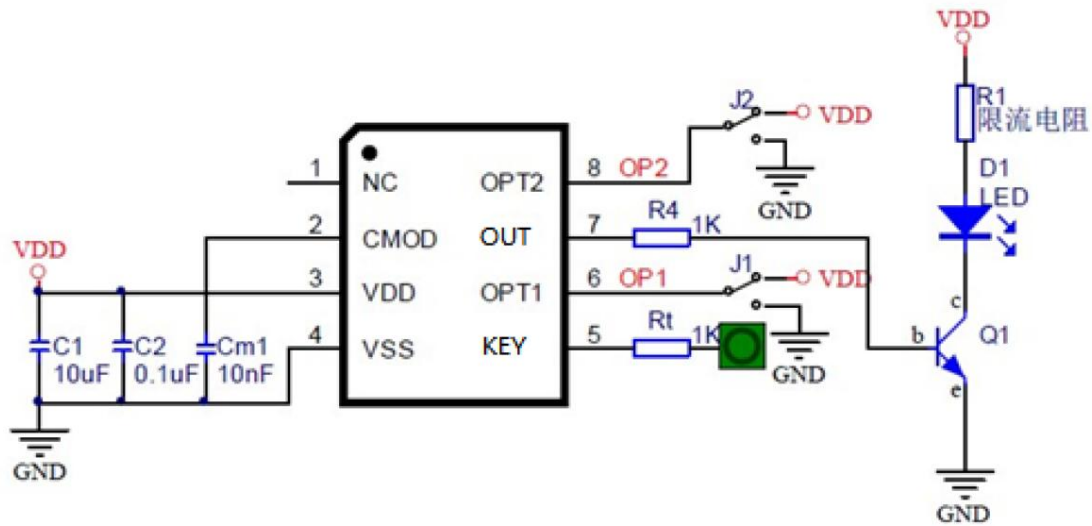 VDD
R1
限流电阻
J2
VDD
D1
LED
1
NC
OPT2
8
OP2
GND
R4
2
CMOD
OUT
7
1K
VDD
J1
VDD
3
VDD
OPT1
6
OP1
c
Rt
4
VSS
KEY
5
1K
b
Q1
C1
10uF
C2
0.1uF
Cm1
10nF
GND
e
GND
GND